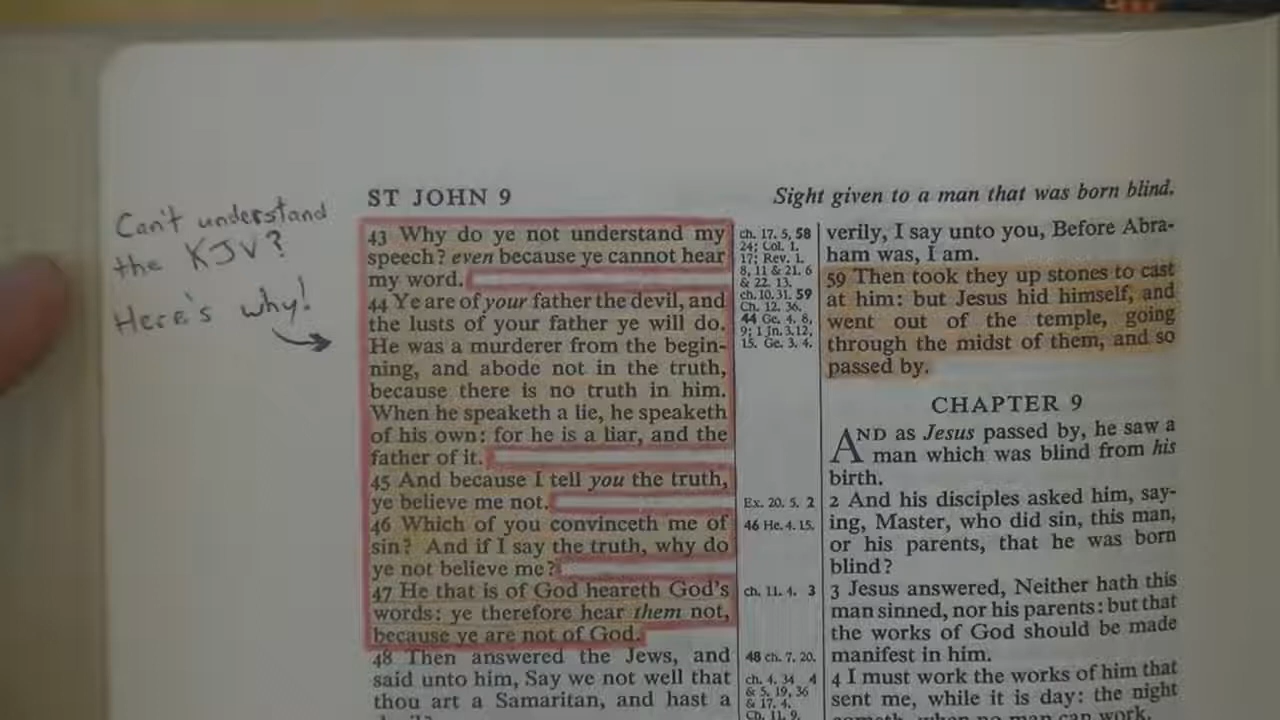 Can't understand
the KJV?
Here's why!
ST JOHN 9
Sight given to a man that was born blind.
43 Why do ye not understand my
speech? even because ye cannot hear
my word.
44 Ye are of your father the devil, and
the lusts of your father ye will do.
He was a murderer from the begin-
ning, and abode not in the truth,
because there is no truth in him.
When he speaketh a lie, he speaketh
of his own: for he is a liar, and the
father of it.
45 And because I tell you the truth,
ye believe me not.
46 Which of you convinceth me of
sin? And if I say the truth, why do
ye not believe me?
47 He that is of God heareth God's
words: ye therefore hear them not,
because ye are not of God.
48 Then answered the Jews, and
said unto him, Say we not well that
thou art a Samaritan, and hast a
ch. 17. 5, 58
24; Col. 1.
17; Rev. 1.
8, 11 & 21. 6
& 22. 13.
ch. 10. 31. 59
Ch. 12. 36.
44 Ge. 4. 8,
9; 1 Jn. 3. 12,
15. Ge. 3. 4.
Ex. 20. 5. 2
46 He. 4. 15.
ch. 11. 4. 3
48 ch. 7. 20.
ch. 4. 34 4
& 5. 19, 36
& 17. 4.
Ch. 11. 9.
verily, I say unto you, Before Abra-
ham was, I am.
59 Then took they up stones to cast
at him: but Jesus hid himself, and
went out of the temple, going
through the midst of them, and so
passed by.
CHAPTER 9
AND as Jesus passed by, he saw a
man which was blind from his
birth.
2 And his disciples asked him, say-
ing, Master, who did sin, this man,
or his parents, that he was born
blind?
3 Jesus answered, Neither hath this
man sinned, nor his parents: but that
the works of God should be made
manifest in him.
4 I must work the works of him that
sent me, while it is day: the night
cometh, when no man can work.